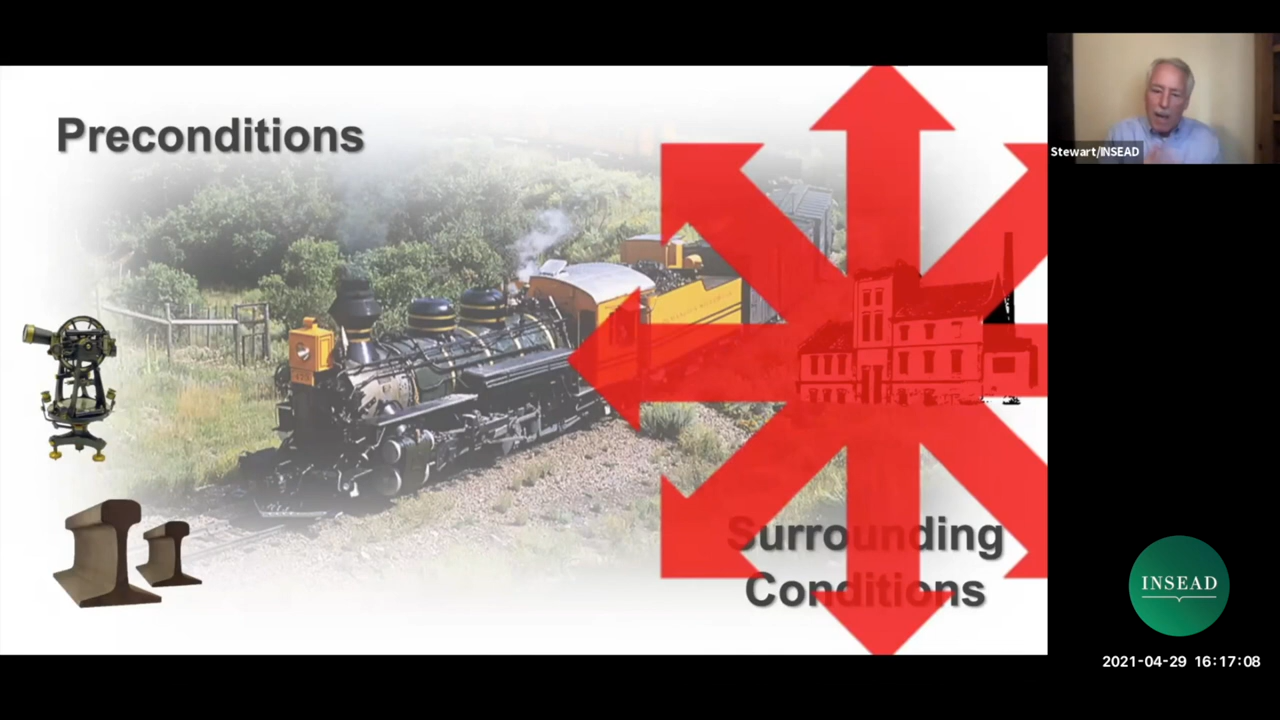 Preconditions
Surrounding
Conditions
Stewart/INSEAD
INSEAD
2021-04-29 16:17:08